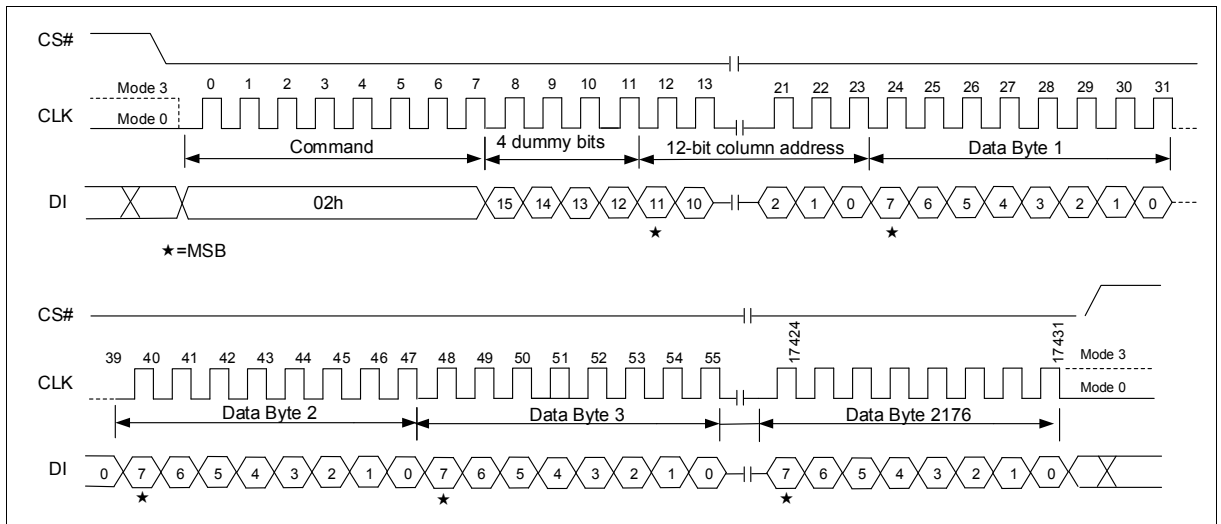 CS#
Mode 3
0 1 2 3 4 5 6 7 8 9 10 11 12 13 21 22 23 24 25 26 27 28 29 30 31
CLK
Mode 0
Command
4 dummy bits
12-bit column address
Data Byte 1
DI
02h
15 14 13 12 11 10 2 1 0 7 6 5 4 3 2 1 0
★ ★
★=MSB
CS#
39 40 41 42 43 44 45 46 47 48 49 50 51 52 53 54 55 17424 17431
Mode 3
CLK
Mode 0
Data Byte 2
Data Byte 3
Data Byte 2176
DI
0 7 6 5 4 3 2 1 0 7 6 5 4 3 2 1 0 7 6 5 4 3 2 1 0
★ ★ ★